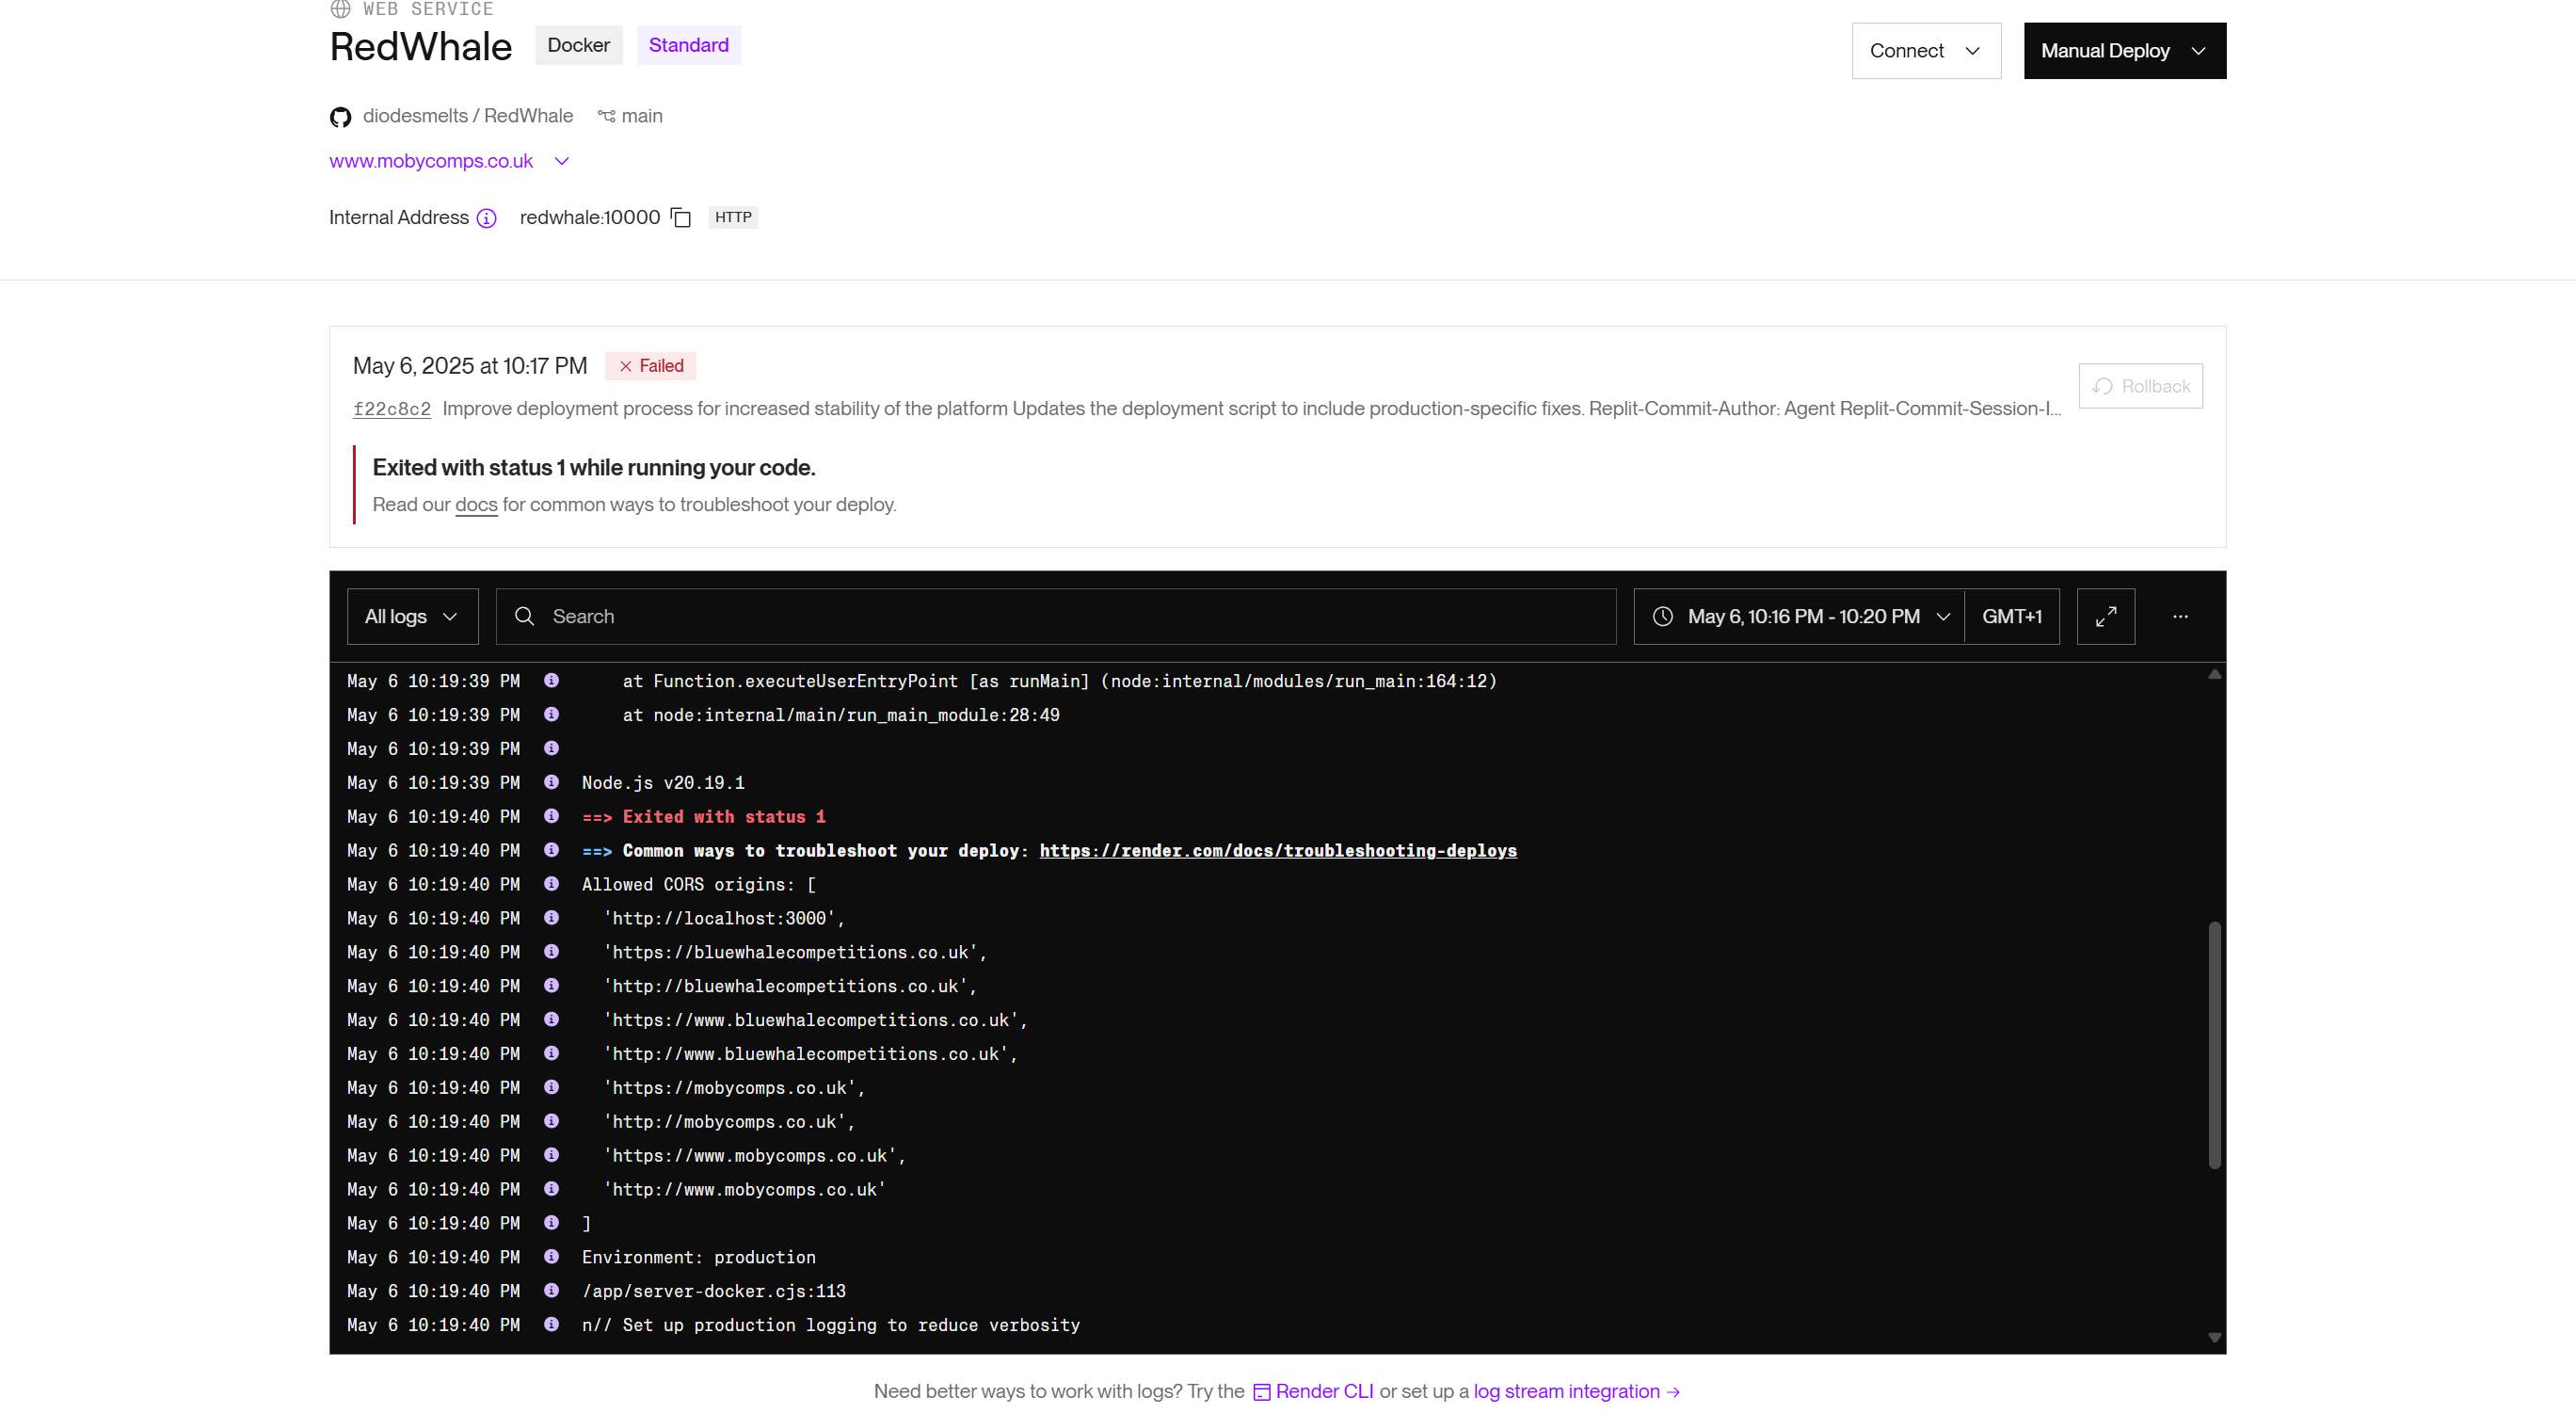 WEB SERVICE
RedWhale Docker Standard
Connect Manual Deploy
diodesmelts / RedWhale main
www.mobycomps.co.uk
Internal Address redwhale:10000 HTTP
May 6, 2025 at 10:17 PM Failed
Rollback
f22c8c2 Improve deployment process for increased stability of the platform Updates the deployment script to include production-specific fixes. Replit-Commit-Author: Agent Replit-Commit-Session-I...
Exited with status 1 while running your code.
Read our docs for common ways to troubleshoot your deploy.
All logs Search May 6, 10:16 PM - 10:20 PM GMT+1 ...
May 6 10:19:39 PM at Function.executeUserEntryPoint [as runMain] (node:internal/modules/run_main:164:12)
May 6 10:19:39 PM at node:internal/main/run_main_module:28:49
May 6 10:19:39 PM
May 6 10:19:39 PM Node.js v20.19.1
May 6 10:19:40 PM ==> Exited with status 1
May 6 10:19:40 PM ==> Common ways to troubleshoot your deploy: https://render.com/docs/troubleshooting-deploys
May 6 10:19:40 PM Allowed CORS origins: [
May 6 10:19:40 PM 'http://localhost:3000',
May 6 10:19:40 PM 'https://bluewhalecompetitions.co.uk',
May 6 10:19:40 PM 'http://bluewhalecompetitions.co.uk',
May 6 10:19:40 PM 'https://www.bluewhalecompetitions.co.uk',
May 6 10:19:40 PM 'http://www.bluewhalecompetitions.co.uk',
May 6 10:19:40 PM 'https://mobycomps.co.uk',
May 6 10:19:40 PM 'http://mobycomps.co.uk',
May 6 10:19:40 PM 'https://www.mobycomps.co.uk',
May 6 10:19:40 PM 'http://www.mobycomps.co.uk'
May 6 10:19:40 PM ]
May 6 10:19:40 PM Environment: production
May 6 10:19:40 PM /app/server-docker.cjs:113
May 6 10:19:40 PM n// Set up production logging to reduce verbosity
Need better ways to work with logs? Try the Render CLI or set up a log stream integration →